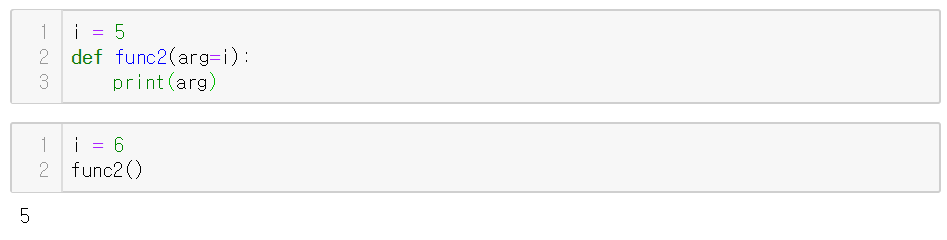 1 i = 5
2 def func2(arg=i):
3     print(arg)
1 i = 6
2 func2()
5